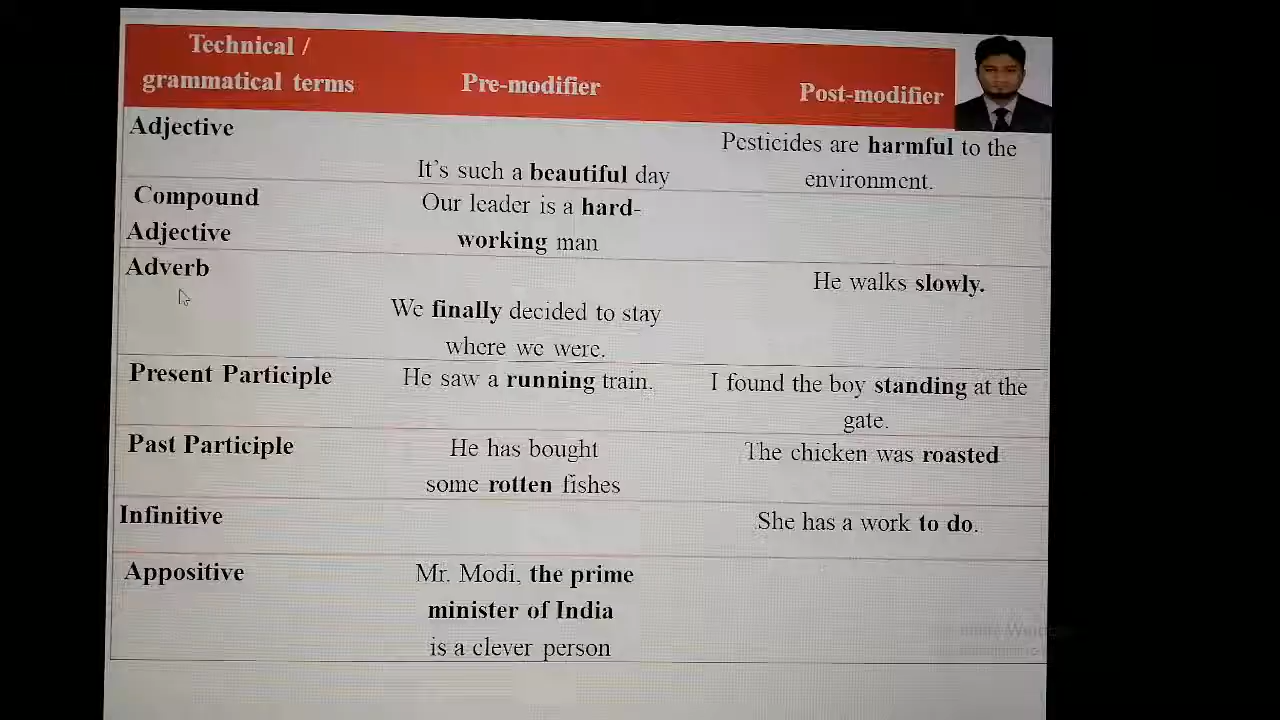 Technical /
grammatical terms
Pre-modifier
Post-modifier
Adjective
It's such a beautiful day
Pesticides are harmful to the
environment.
Compound
Adjective
Our leader is a hard-
working man
Adverb
We finally decided to stay
where we were.
He walks slowly.
Present Participle
He saw a running train.
I found the boy standing at the
gate.
Past Participle
He has bought
some rotten fishes
The chicken was roasted
Infinitive
She has a work to do.
Appositive
Mr. Modi, the prime
minister of India
is a clever person